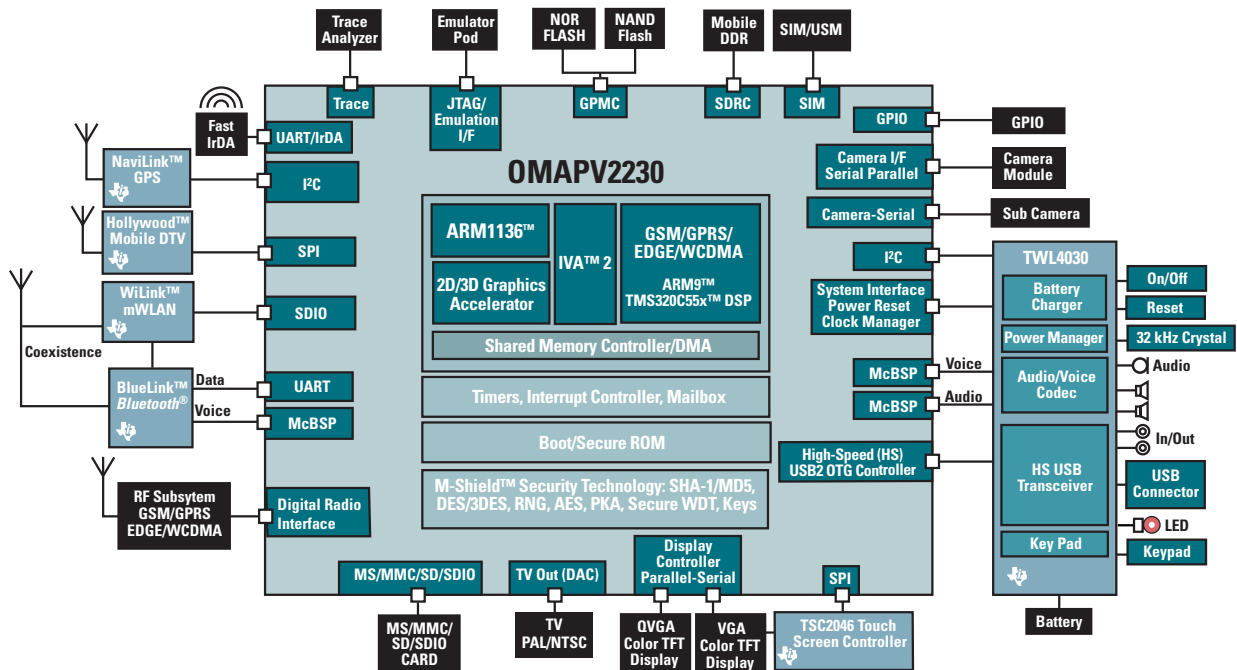 Trace
Analyzer
Emulator
Pod
NOR
FLASH
NAND
Flash
Mobile
DDR
SIM/USM
Trace
JTAG/
Emulation
I/F
GPMC
SDRC
SIM
Fast
IrDA
UART/IrDA
NaviLink™
GPS
I²C
Hollywood™
Mobile DTV
SPI
WiLink™
mWLAN
SDIO
Coexistence
BlueLink™
Bluetooth®
Data
Voice
UART
McBSP
RF Subsytem
GSM/GPRS
EDGE/WCDMA
Digital Radio
Interface
OMAPV2230
ARM1136™
2D/3D Graphics
Accelerator
IVA™ 2
GSM/GPRS/
EDGE/WCDMA
ARM9™
TMS320C55x™ DSP
Shared Memory Controller/DMA
Timers, Interrupt Controller, Mailbox
Boot/Secure ROM
M-Shield™ Security Technology: SHA-1/MD5,
DES/3DES, RNG, AES, PKA, Secure WDT, Keys
GPIO
GPIO
Camera I/F
Serial Parallel
Camera
Module
Camera-Serial
Sub Camera
I²C
System Interface
Power Reset
Clock Manager
McBSP
Voice
McBSP
Audio
High-Speed (HS)
USB2 OTG Controller
TWL4030
Battery
Charger
Power Manager
Audio/Voice
Codec
HS USB
Transceiver
Key Pad
On/Off
Reset
32 kHz Crystal
Audio
In/Out
USB
Connector
LED
Keypad
Battery
MS/MMC/SD/SDIO
TV Out (DAC)
Display
Controller
Parallel-Serial
SPI
MS/MMC/
SD/SDIO
CARD
TV
PAL/NTSC
QVGA
Color TFT
Display
VGA
Color TFT
Display
TSC2046 Touch
Screen Controller